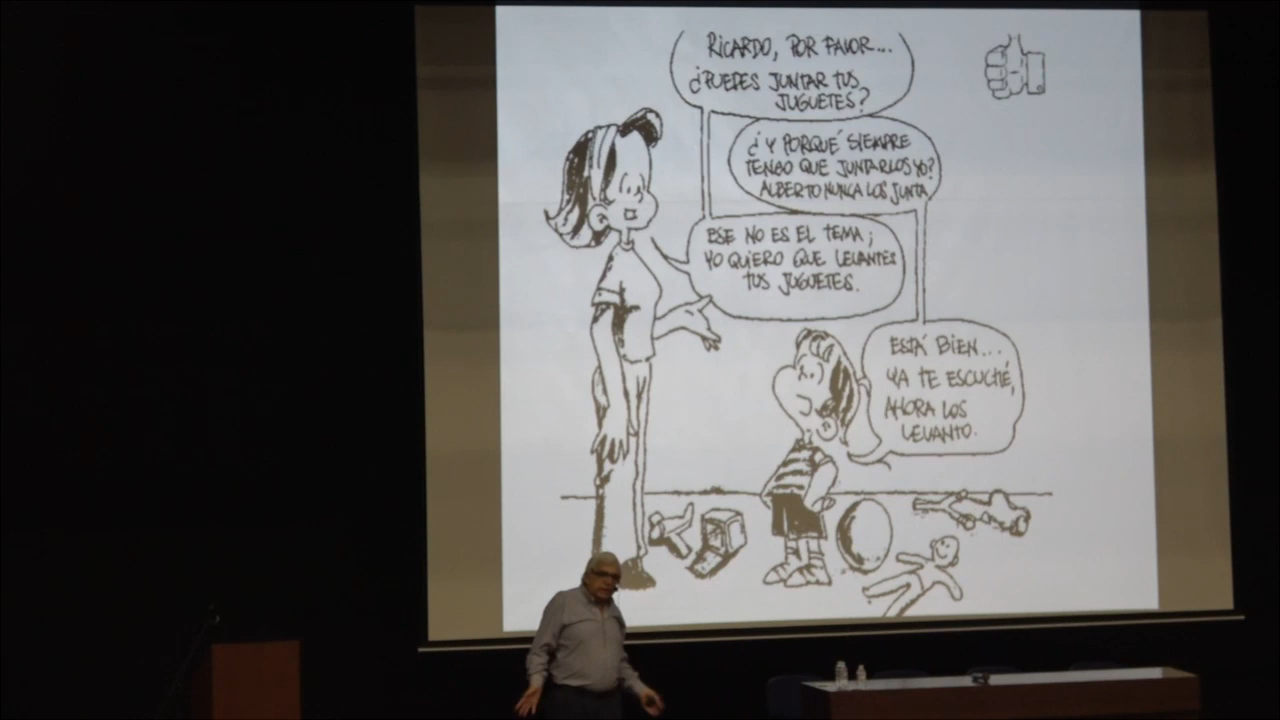 RICARDO, POR FAVOR...
¿PUEDES JUNTAR TUS
JUGUETES?
¿Y PORQUÉ SIEMPRE
TENGO QUE JUNTARLOS YO?
ALBERTO NUNCA LOS JUNTA
ESE NO ES EL TEMA;
YO QUIERO QUE LEVANTES
TUS JUGUETES.
ESTÁ BIEN...
YA TE ESCUCHÉ,
AHORA LOS
LEVANTO.